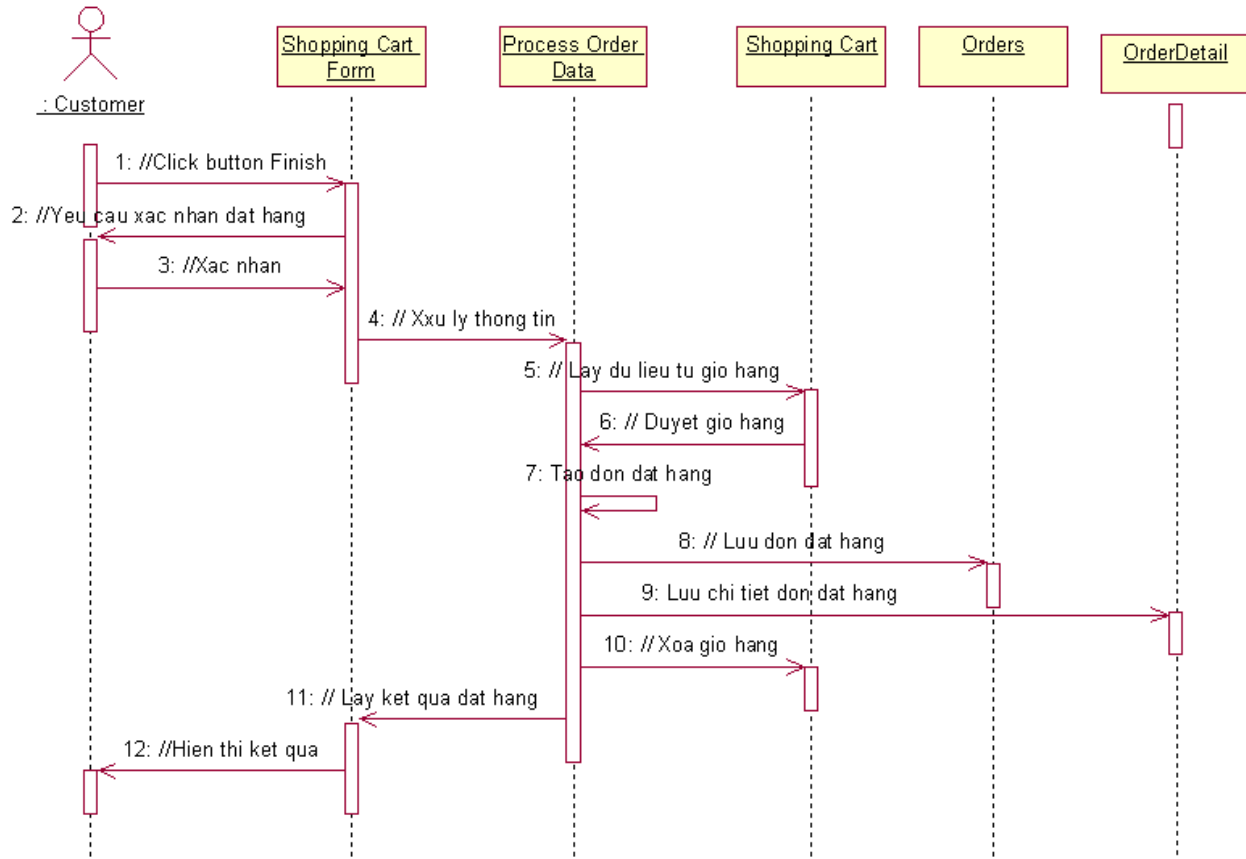 Shopping Cart
Form
Process Order
Data
Shopping Cart
Orders
OrderDetail
: Customer
1: //Click button Finish
2: //Yeu cau xac nhan dat hang
3: //Xac nhan
4: // Xxu ly thong tin
5: // Lay du lieu tu gio hang
6: // Duyet gio hang
7: Tao don dat hang
8: // Luu don dat hang
9: Luu chi tiet don dat hang
10: // Xoa gio hang
11: // Lay ket qua dat hang
12: //Hien thi ket qua